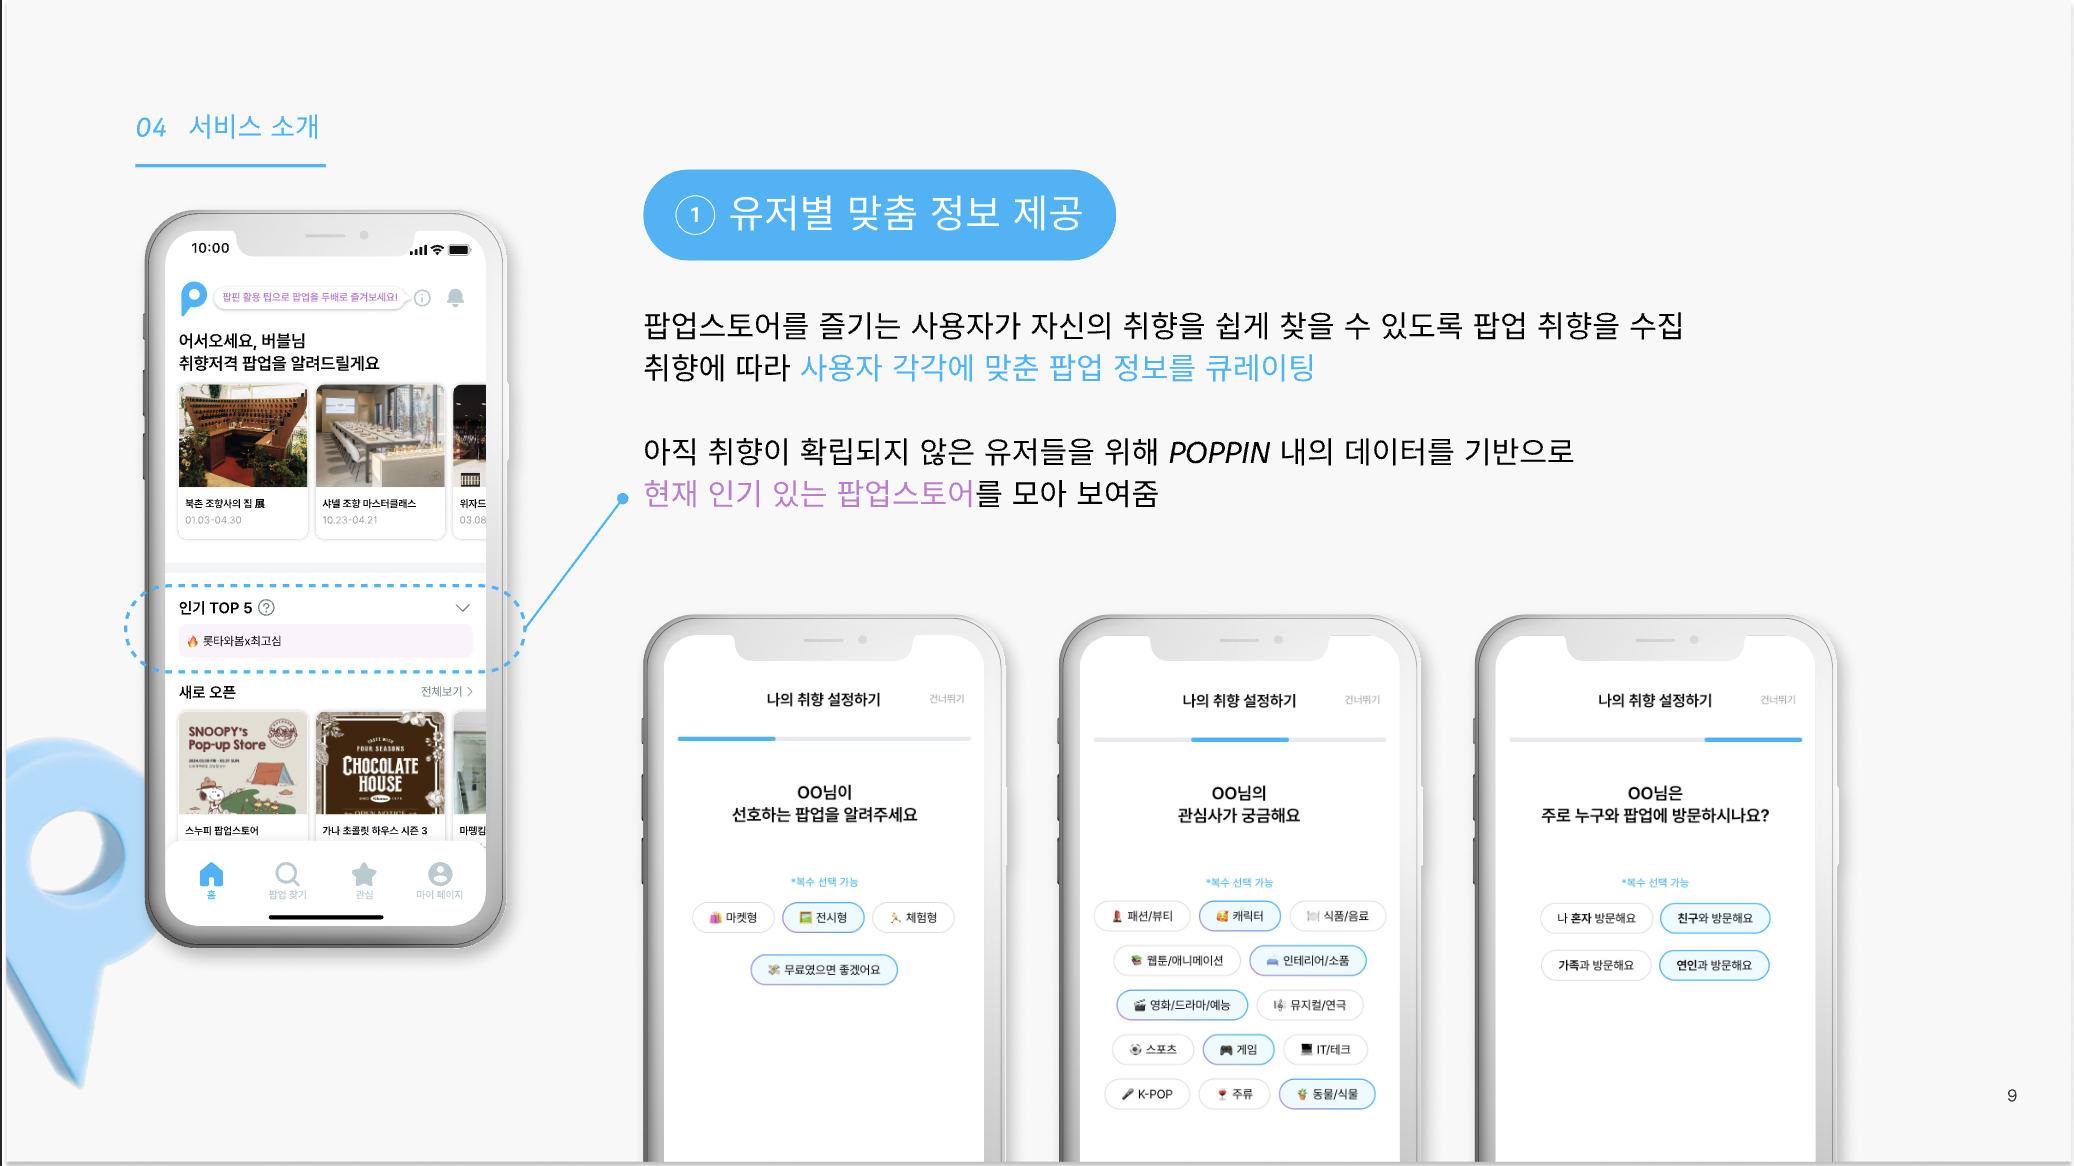 04 서비스 소개
① 유저별 맞춤 정보 제공
팝업스토어를 즐기는 사용자가 자신의 취향을 쉽게 찾을 수 있도록 팝업 취향을 수집
취향에 따라 사용자 각각에 맞춘 팝업 정보를 큐레이팅
아직 취향이 확립되지 않은 유저들을 위해 POPPIN 내의 데이터를 기반으로
현재 인기 있는 팝업스토어를 모아 보여줌
10:00
팝핀 활용 팁으로 팝업을 두배로 즐겨보세요!
어서오세요, 버블님
취향저격 팝업을 알려드릴게요
북촌 조향사의 집 展
01.03-04.30
샤넬 조향 마스터클래스
10.23-04.21
위자드
03.08
인기 TOP 5 ?
🔥 롯타와봄x최고심
새로 오픈
전체보기 >
SNOOPY's
Pop-up Store
TASTE WITH
FOUR SEASONS
CHOCOLATE
HOUSE
OPEN NOTICE
스누피 팝업스토어
가나 초콜릿 하우스 시즌 3
마뗑킴
홈
팝업 찾기
관심
마이 페이지
나의 취향 설정하기
건너뛰기
OO님이
선호하는 팝업을 알려주세요
*복수 선택 가능
🛍️ 마켓형
🖼️ 전시형
🏃 체험형
💸 무료였으면 좋겠어요
나의 취향 설정하기
건너뛰기
OO님의
관심사가 궁금해요
*복수 선택 가능
💄 패션/뷰티
🥰 캐릭터
🍽️ 식품/음료
📚 웹툰/애니메이션
🛋️ 인테리어/소품
🎬 영화/드라마/예능
🎼 뮤지컬/연극
⚽ 스포츠
🎮 게임
💻 IT/테크
🎤 K-POP
🍷 주류
🪴 동물/식물
나의 취향 설정하기
건너뛰기
OO님은
주로 누구와 팝업에 방문하시나요?
*복수 선택 가능
나 혼자 방문해요
친구와 방문해요
가족과 방문해요
연인과 방문해요
9